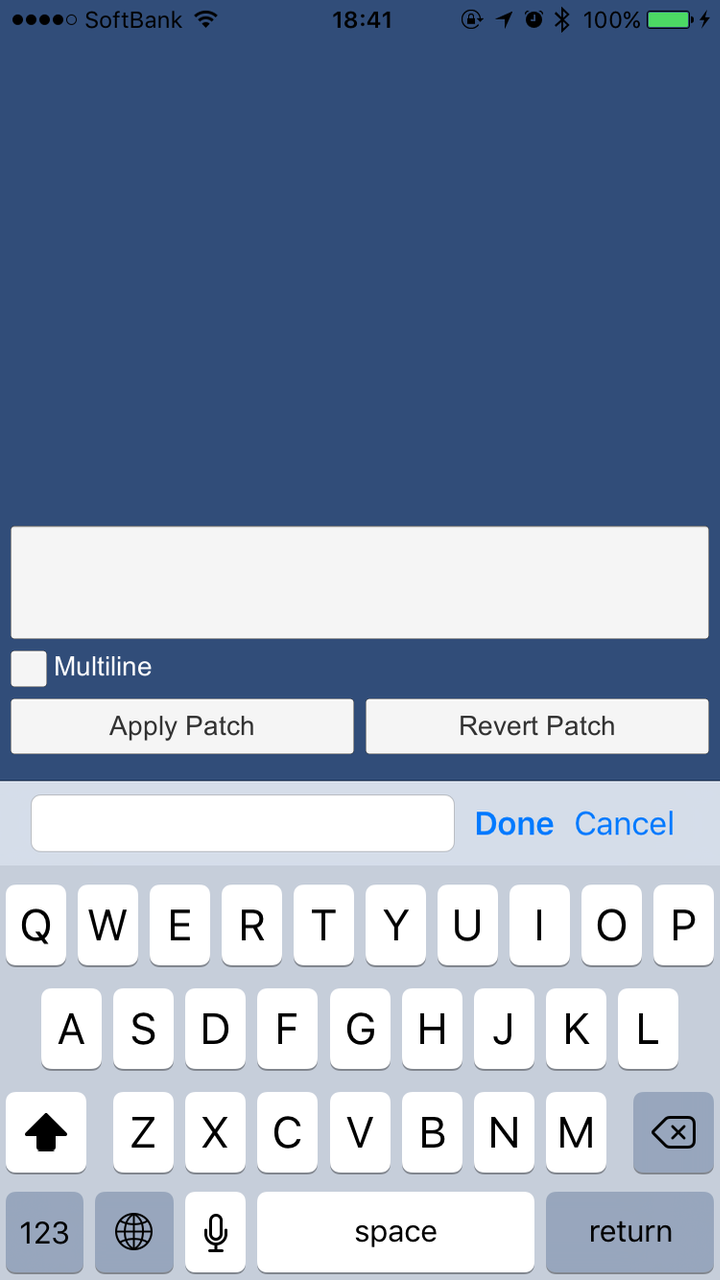 SoftBank 18:41 100%
Multiline
Apply Patch Revert Patch
Done Cancel
Q W E R T Y U I O P
A S D F G H J K L
Z X C V B N M
123 space return